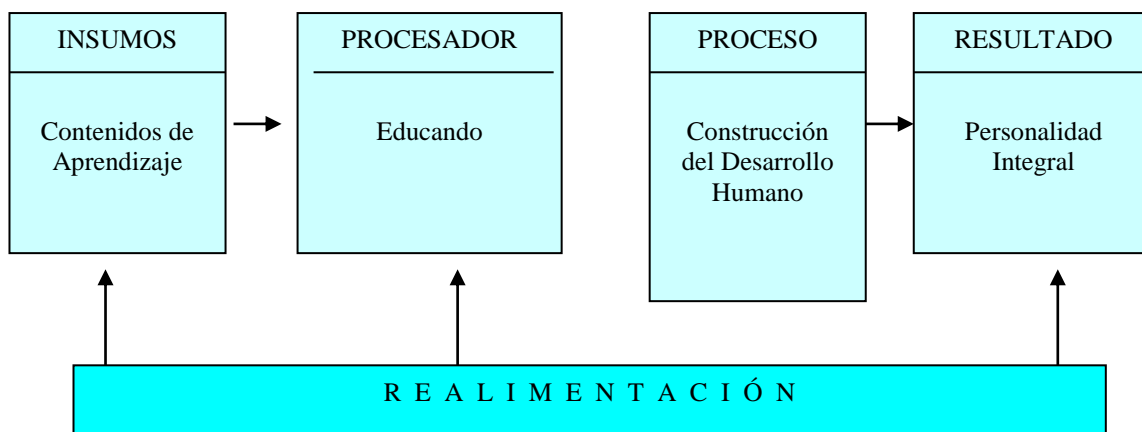 INSUMOS
Contenidos de
Aprendizaje
PROCESADOR
Educando
PROCESO
Construcción
del Desarrollo
Humano
RESULTADO
Personalidad
Integral
R E A L I M E N T A C I Ó N